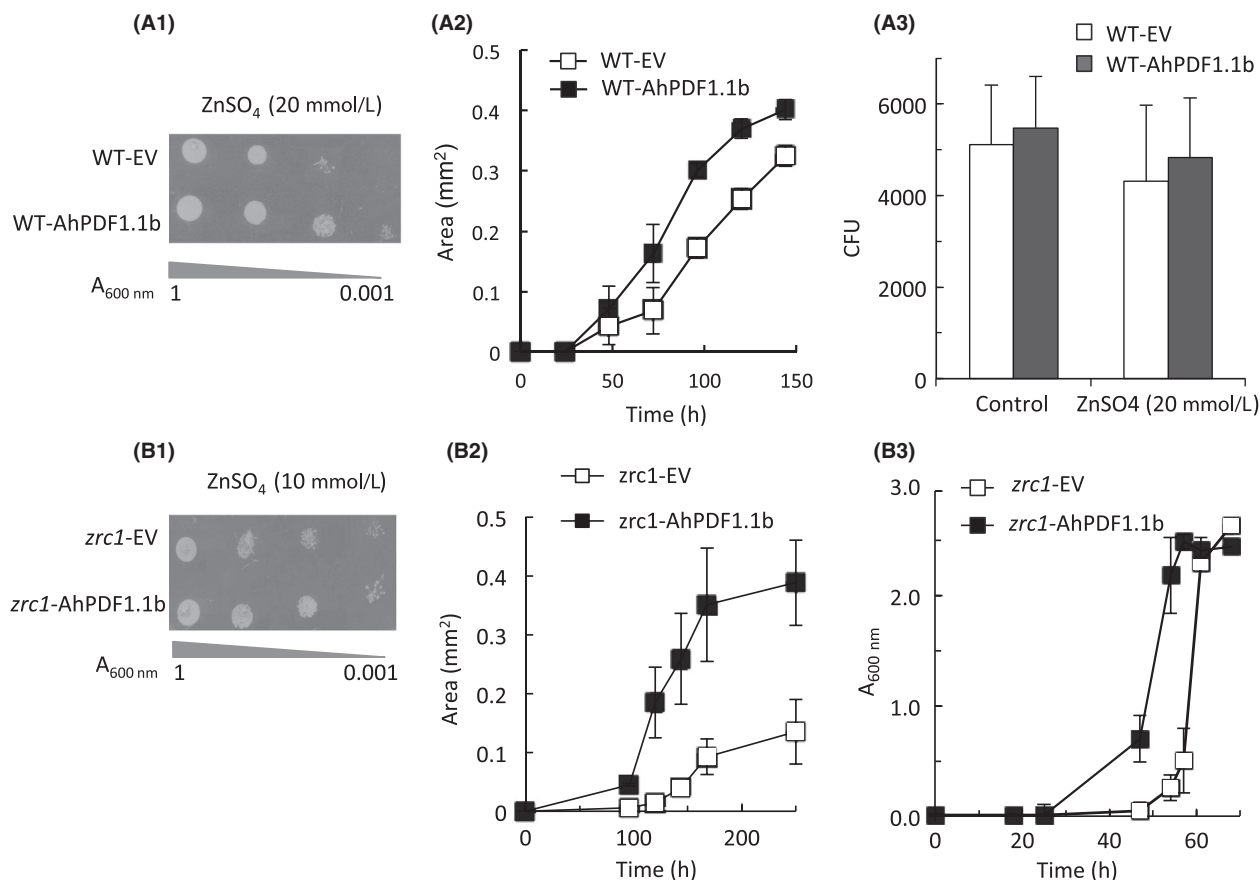 (A1)
ZnSO4 (20 mmol/L)
WT-EV
WT-AhPDF1.1b
A600 nm
1
0.001
(A2)
WT-EV
WT-AhPDF1.1b
0.5
0.4
0.3
0.2
0.1
0
Area (mm²)
0
50
100
150
Time (h)
(A3)
WT-EV
WT-AhPDF1.1b
6000
4000
2000
0
CFU
Control
ZnSO4 (20 mmol/L)
(B1)
ZnSO4 (10 mmol/L)
zrc1-EV
zrc1-AhPDF1.1b
A600 nm
1
0.001
(B2)
zrc1-EV
zrc1-AhPDF1.1b
0.5
0.4
0.3
0.2
0.1
0
Area (mm²)
0
100
200
Time (h)
(B3)
zrc1-EV
zrc1-AhPDF1.1b
3.0
2.0
1.0
0.0
A600 nm
0
20
40
60
Time (h)